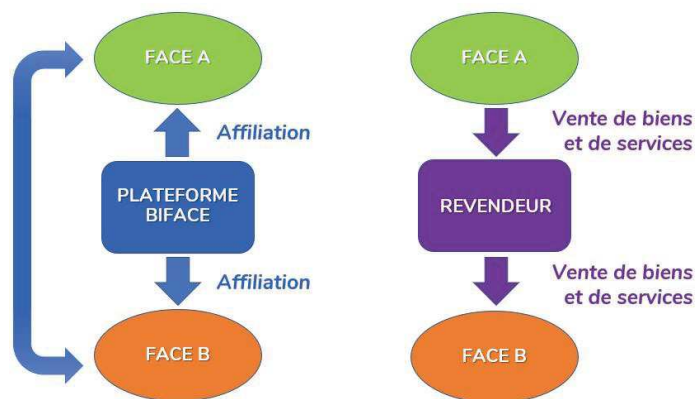 FACE A
Affiliation
PLATEFORME
BIFACE
Affiliation
FACE B
FACE A
Vente de biens
et de services
REVENDEUR
Vente de biens
et de services
FACE B